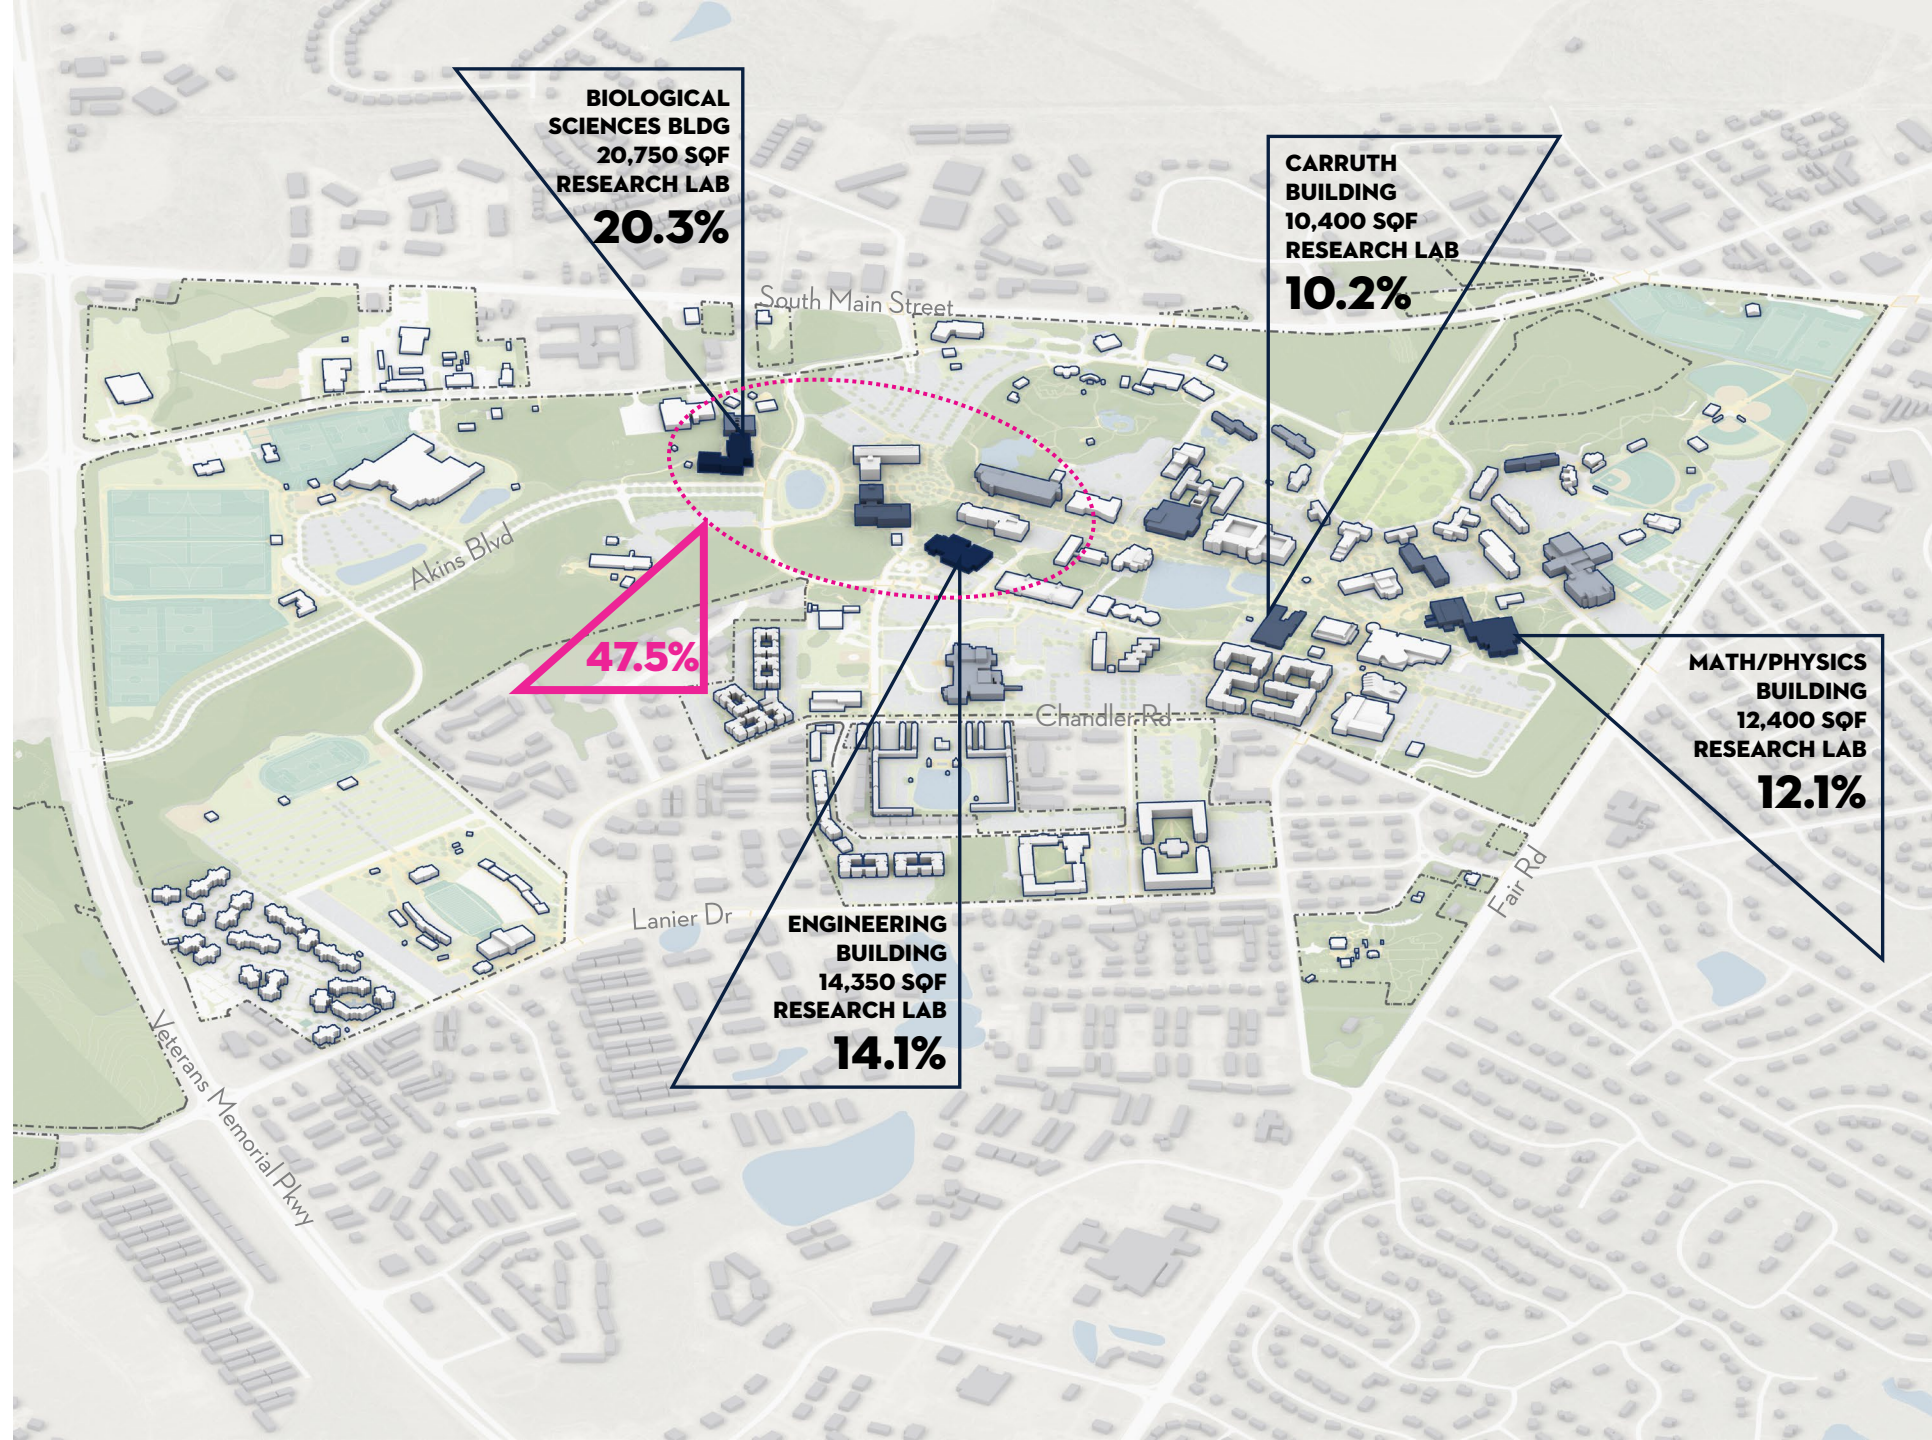 BIOLOGICAL
SCIENCES BLDG
20,750 SQF
RESEARCH LAB
20.3%
CARRUTH
BUILDING
10,400 SQF
RESEARCH LAB
10.2%
South Main Street
Akins Blvd
47.5%
MATH/PHYSICS
BUILDING
12,400 SQF
RESEARCH LAB
12.1%
Chandler Rd
Fair Rd
Lanier Dr
ENGINEERING
BUILDING
14,350 SQF
RESEARCH LAB
14.1%
Veterans Memorial Pkwy